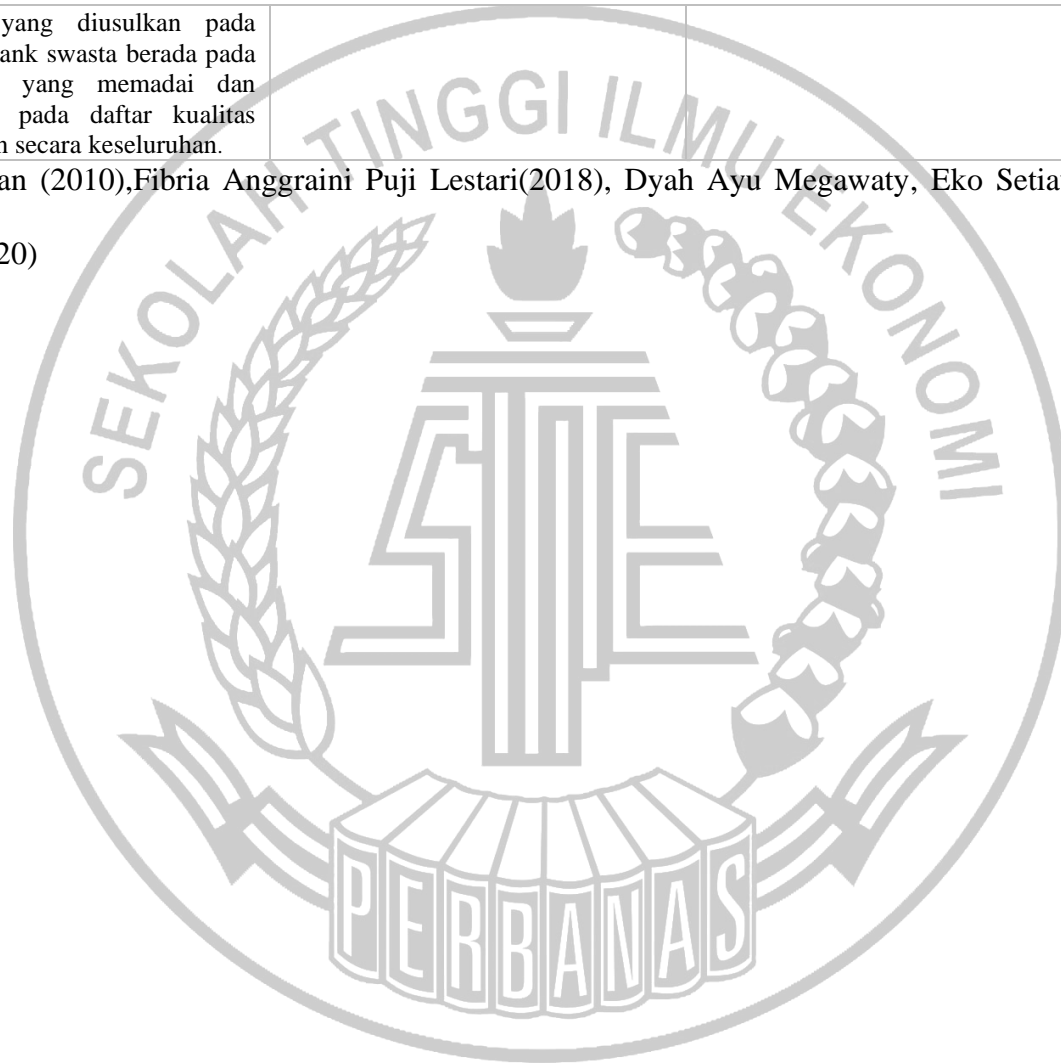 yang diusulkan pada
ank swasta berada pada
yang memadai dan
pada daftar kualitas
n secara keseluruhan.
an (2010),Fibria Anggraini Puji Lestari(2018), Dyah Ayu Megawaty, Eko Setia
20)
SEKOLAH TINGGI ILMU EKONOMI
STIE
PERBANAS